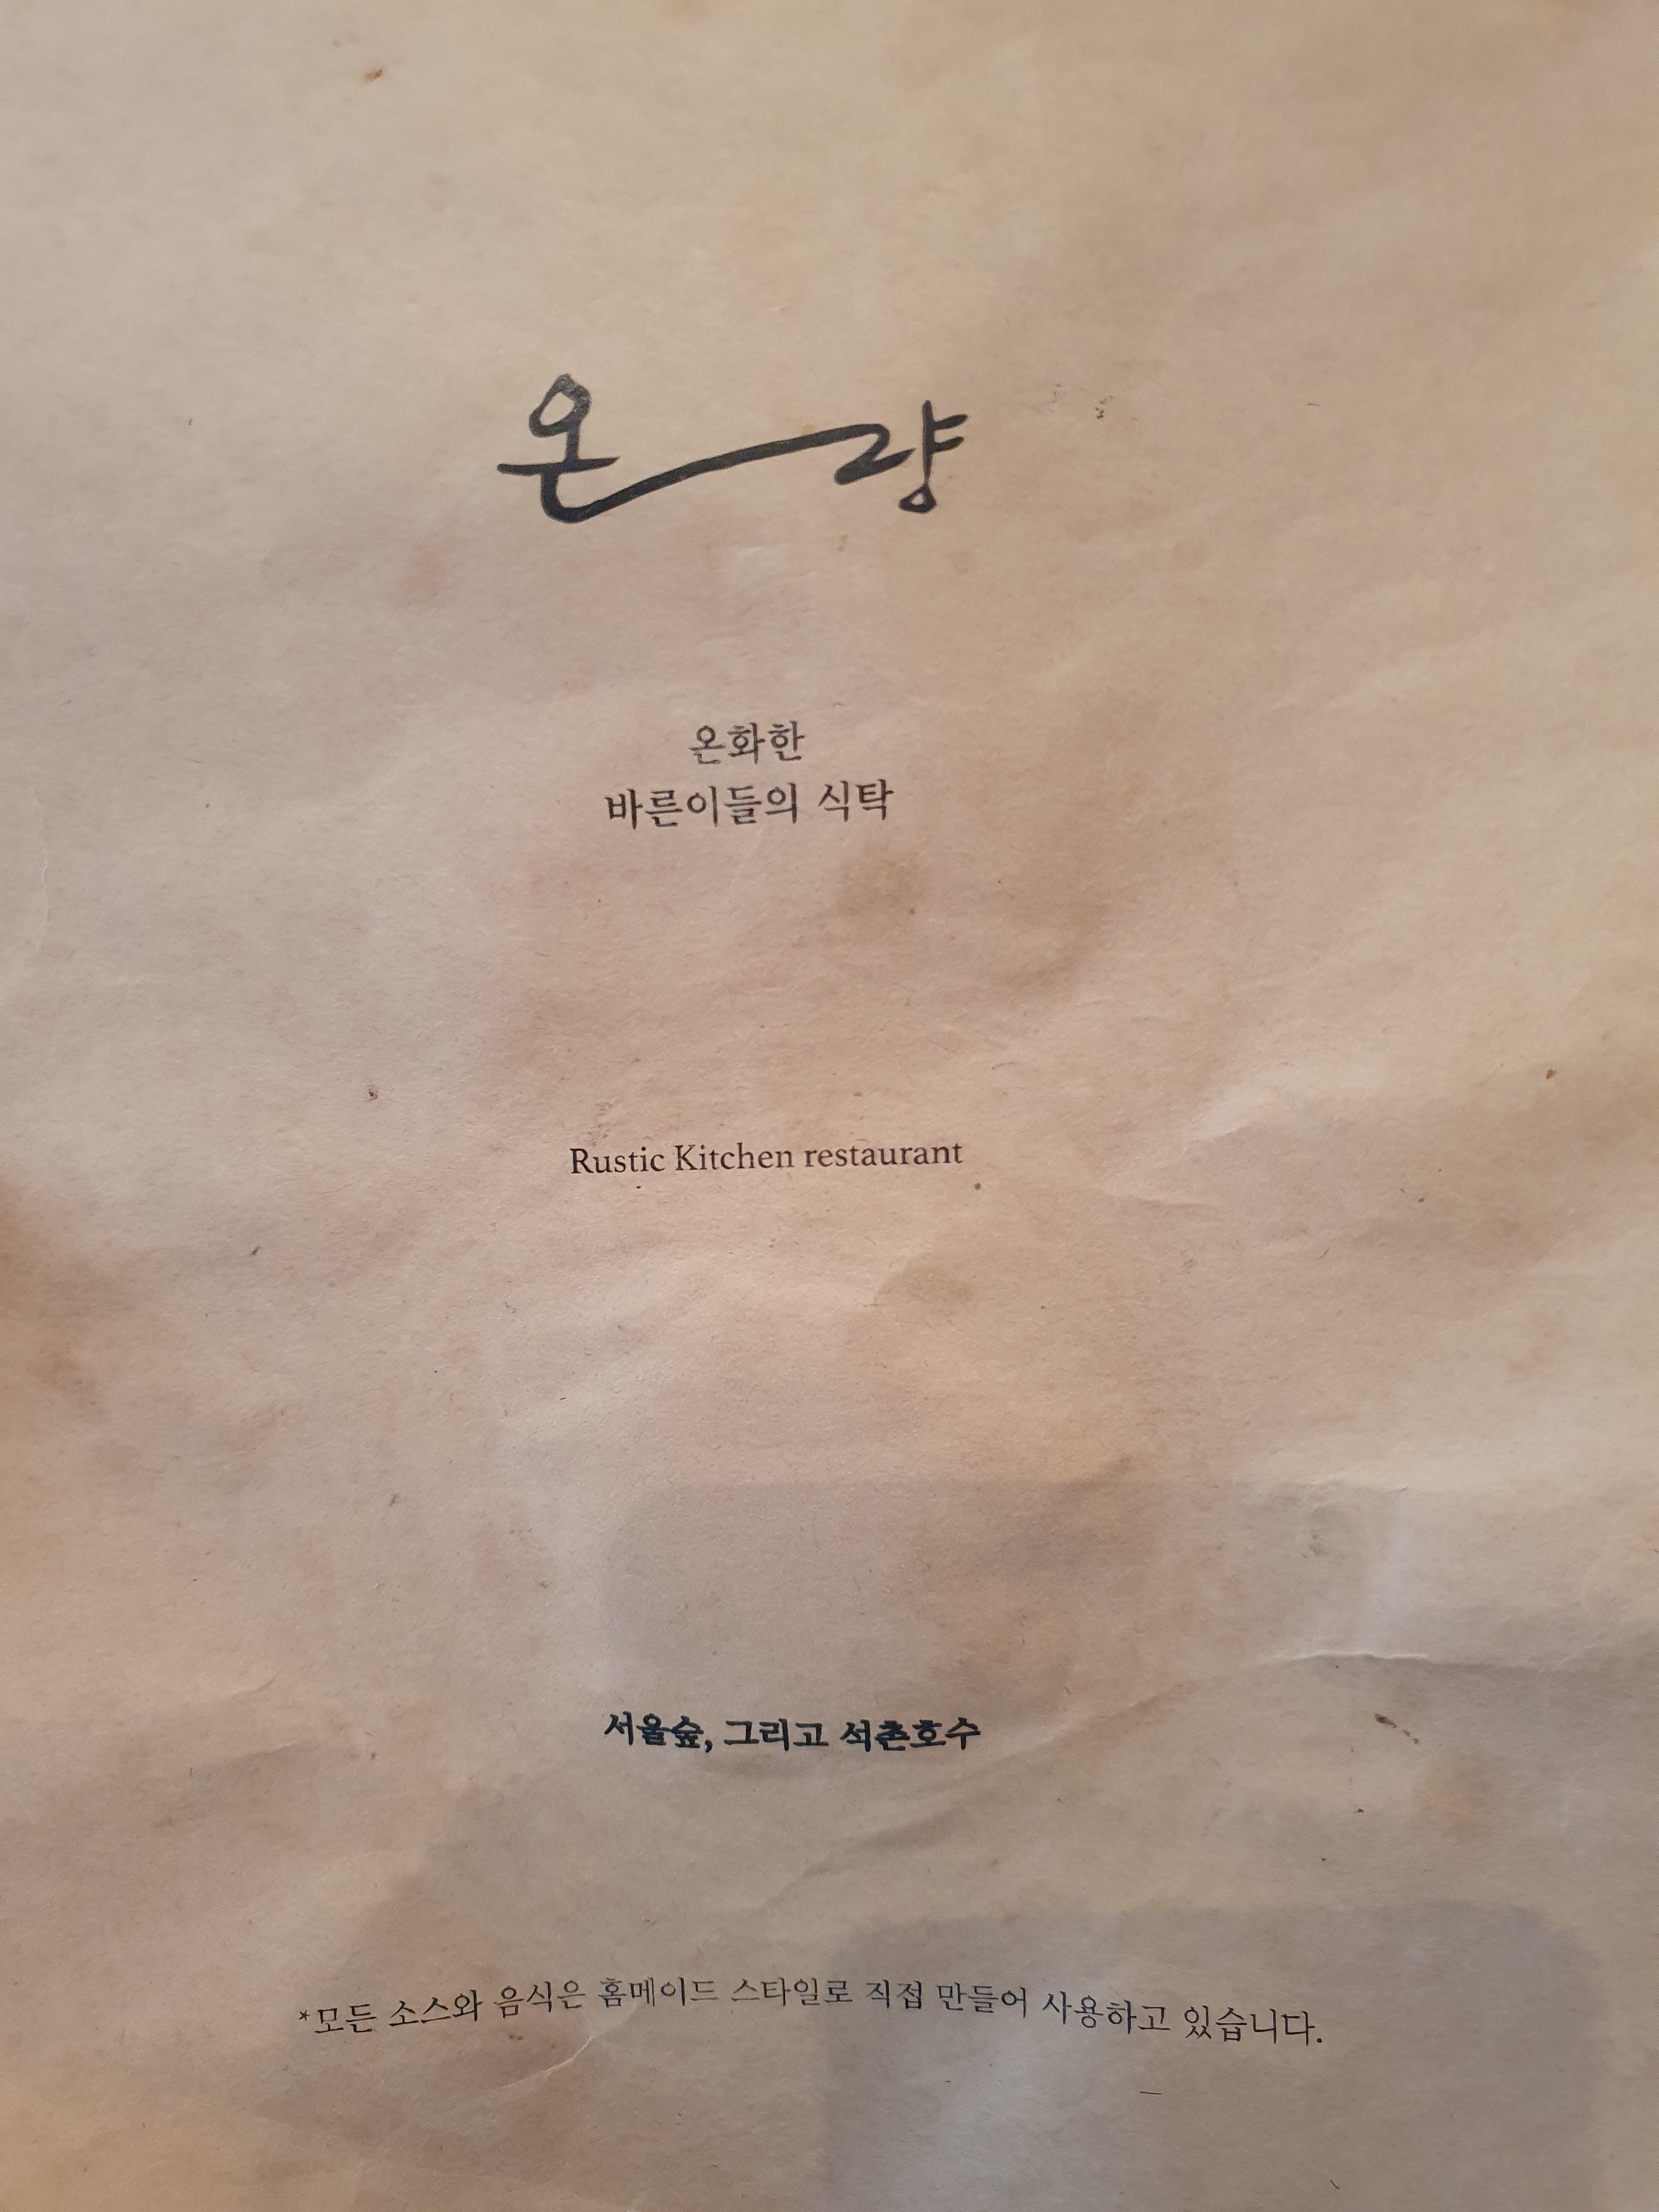 온량
온화한
바른이들의 식탁
Rustic Kitchen restaurant
서울숲, 그리고 석촌호수
*모든 소스와 음식은 홈메이드 스타일로 직접 만들어 사용하고 있습니다.